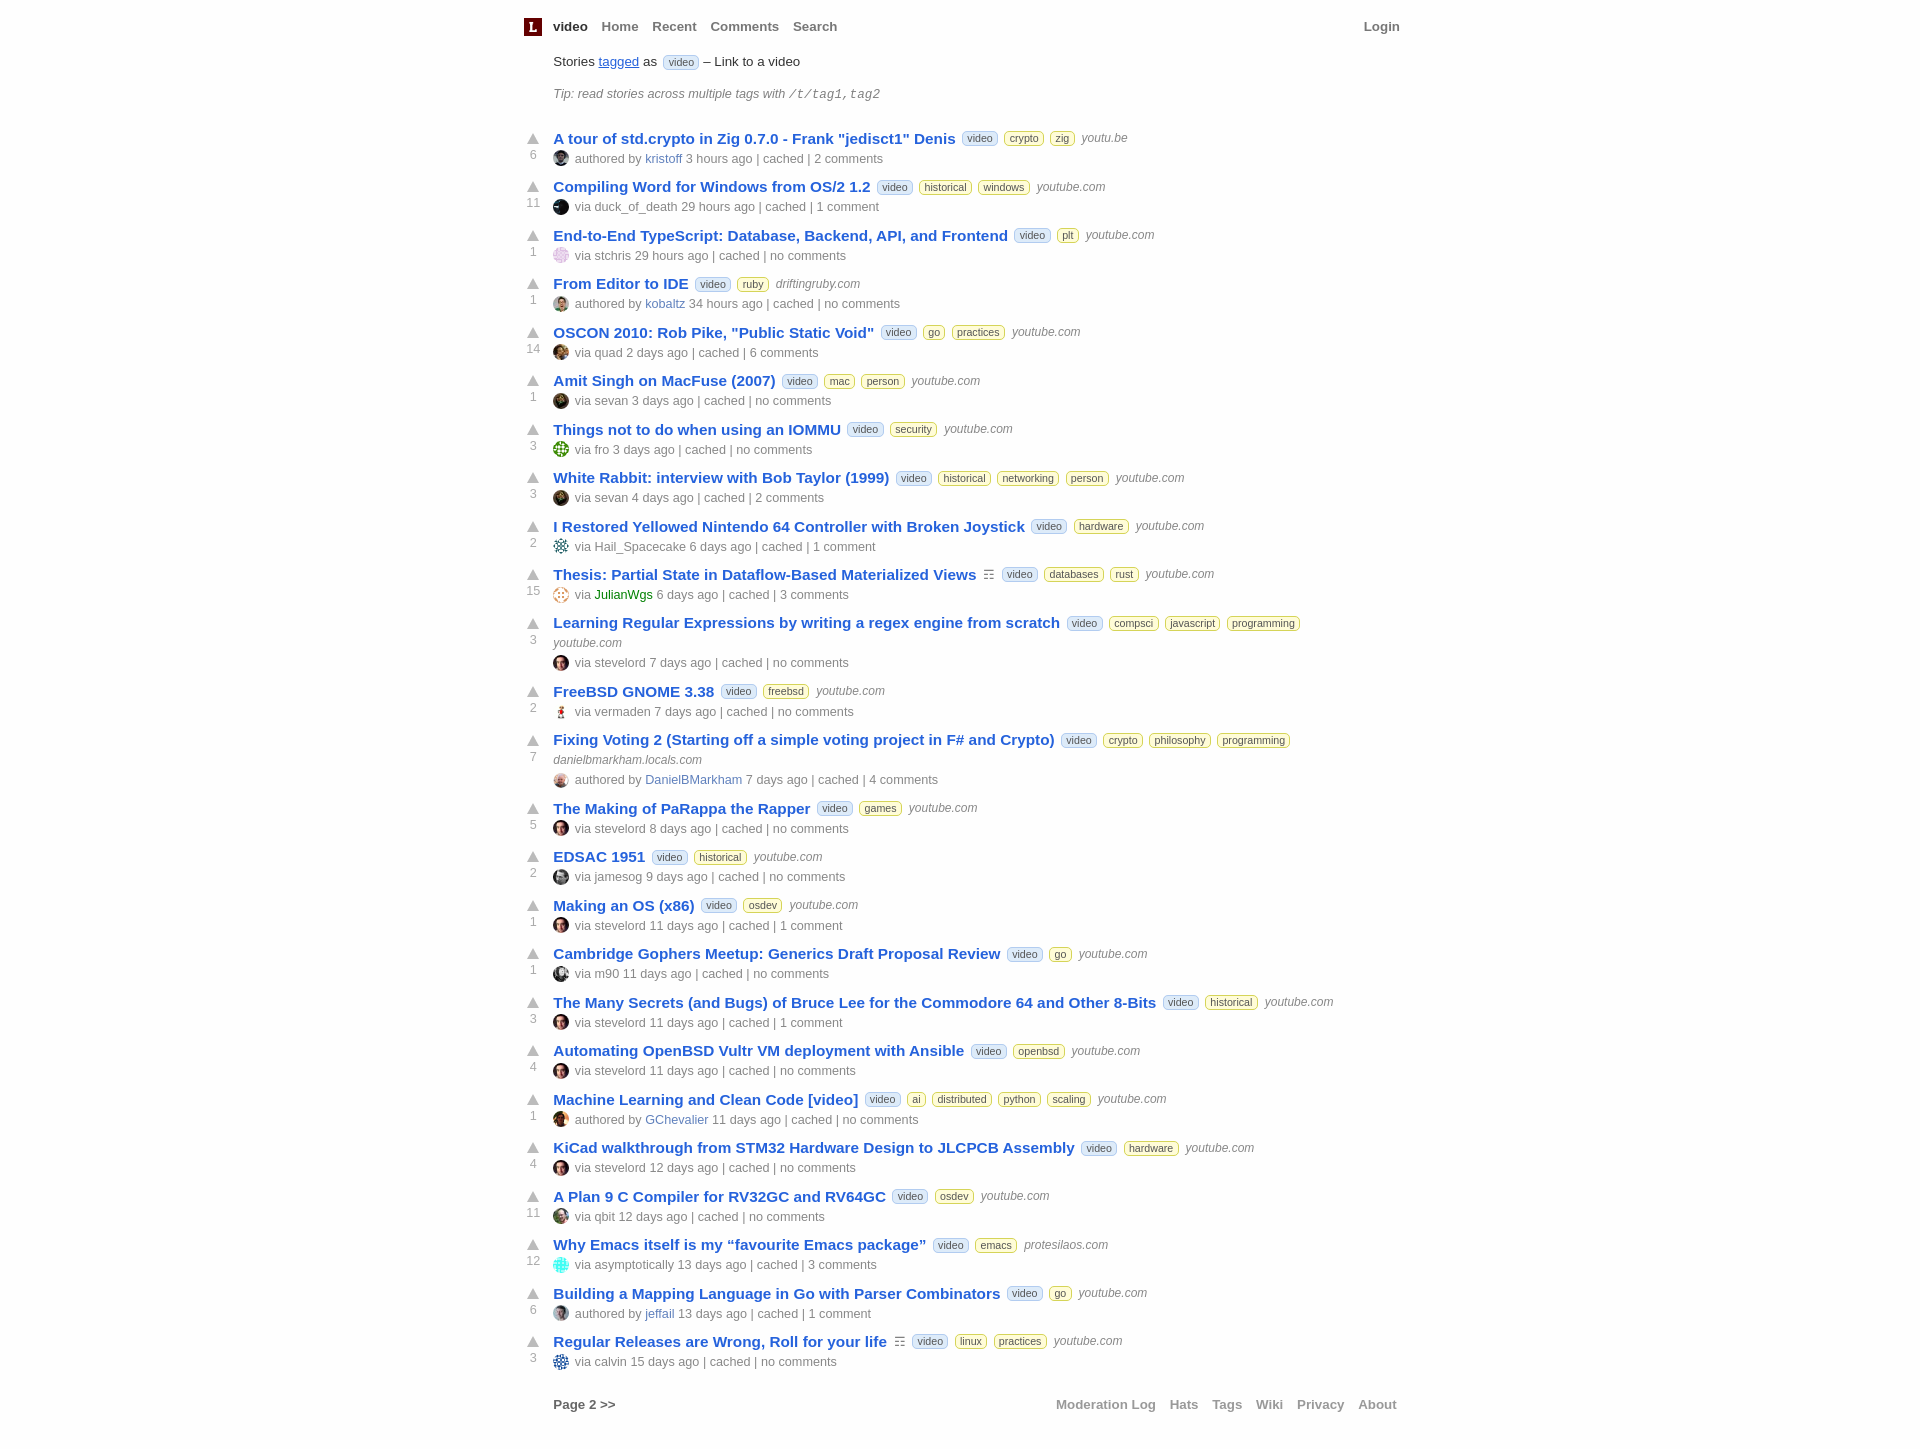 L video Home Recent Comments Search Login
Stories tagged as video – Link to a video
Tip: read stories across multiple tags with /t/tag1,tag2
A tour of std.crypto in Zig 0.7.0 - Frank "jedisct1" Denis video crypto zig youtu.be
6 authored by kristoff 3 hours ago | cached | 2 comments
Compiling Word for Windows from OS/2 1.2 video historical windows youtube.com
11 via duck_of_death 29 hours ago | cached | 1 comment
End-to-End TypeScript: Database, Backend, API, and Frontend video plt youtube.com
1 via stchris 29 hours ago | cached | no comments
From Editor to IDE video ruby driftingruby.com
1 authored by kobaltz 34 hours ago | cached | no comments
OSCON 2010: Rob Pike, "Public Static Void" video go practices youtube.com
14 via quad 2 days ago | cached | 6 comments
Amit Singh on MacFuse (2007) video mac person youtube.com
1 via sevan 3 days ago | cached | no comments
Things not to do when using an IOMMU video security youtube.com
3 via fro 3 days ago | cached | no comments
White Rabbit: interview with Bob Taylor (1999) video historical networking person youtube.com
3 via sevan 4 days ago | cached | 2 comments
I Restored Yellowed Nintendo 64 Controller with Broken Joystick video hardware youtube.com
2 via Hail_Spacecake 6 days ago | cached | 1 comment
Thesis: Partial State in Dataflow-Based Materialized Views ☶ video databases rust youtube.com
15 via JulianWgs 6 days ago | cached | 3 comments
Learning Regular Expressions by writing a regex engine from scratch video compsci javascript programming
3 youtube.com
via stevelord 7 days ago | cached | no comments
FreeBSD GNOME 3.38 video freebsd youtube.com
2 via vermaden 7 days ago | cached | no comments
Fixing Voting 2 (Starting off a simple voting project in F# and Crypto) video crypto philosophy programming
7 danielbmarkham.locals.com
authored by DanielBMarkham 7 days ago | cached | 4 comments
The Making of PaRappa the Rapper video games youtube.com
5 via stevelord 8 days ago | cached | no comments
EDSAC 1951 video historical youtube.com
2 via jamesog 9 days ago | cached | no comments
Making an OS (x86) video osdev youtube.com
1 via stevelord 11 days ago | cached | 1 comment
Cambridge Gophers Meetup: Generics Draft Proposal Review video go youtube.com
1 via m90 11 days ago | cached | no comments
The Many Secrets (and Bugs) of Bruce Lee for the Commodore 64 and Other 8-Bits video historical youtube.com
3 via stevelord 11 days ago | cached | 1 comment
Automating OpenBSD Vultr VM deployment with Ansible video openbsd youtube.com
4 via stevelord 11 days ago | cached | no comments
Machine Learning and Clean Code [video] video ai distributed python scaling youtube.com
1 authored by GChevalier 11 days ago | cached | no comments
KiCad walkthrough from STM32 Hardware Design to JLCPCB Assembly video hardware youtube.com
4 via stevelord 12 days ago | cached | no comments
A Plan 9 C Compiler for RV32GC and RV64GC video osdev youtube.com
11 via qbit 12 days ago | cached | no comments
Why Emacs itself is my “favourite Emacs package” video emacs protesilaos.com
12 via asymptotically 13 days ago | cached | 3 comments
Building a Mapping Language in Go with Parser Combinators video go youtube.com
6 authored by jeffail 13 days ago | cached | 1 comment
Regular Releases are Wrong, Roll for your life ☶ video linux practices youtube.com
3 via calvin 15 days ago | cached | no comments
Page 2 >> Moderation Log Hats Tags Wiki Privacy About